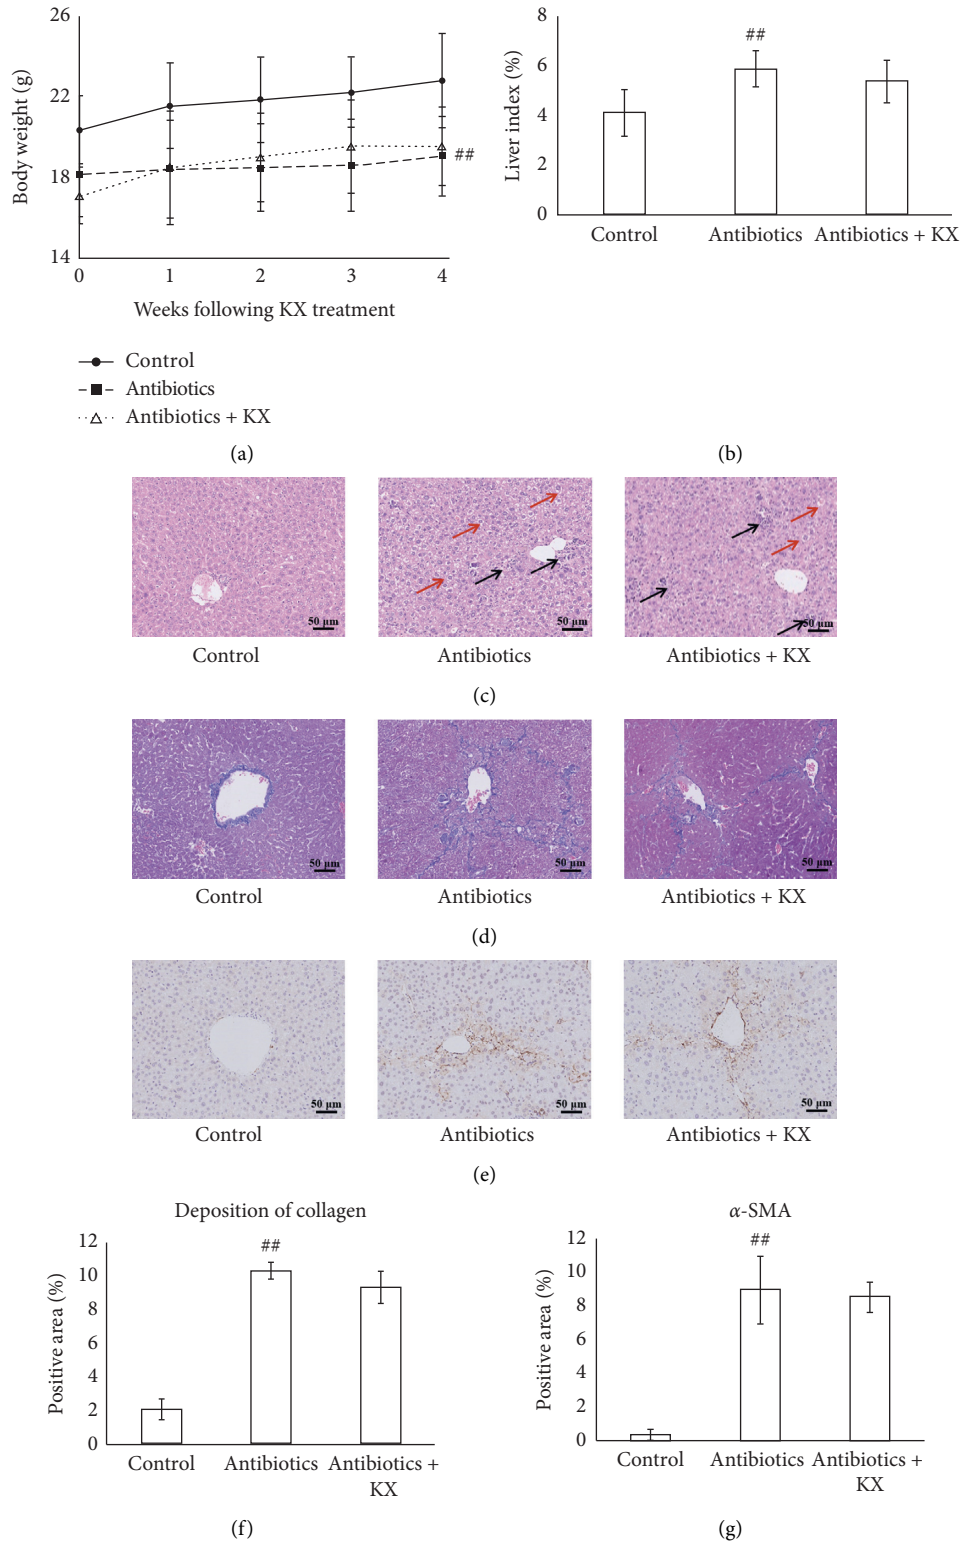 26
22
18
14
Body weight (g)
##
0 1 2 3 4
Weeks following KX treatment
Control
Antibiotics
Antibiotics + KX
(a)
8
6
4
2
0
Liver index (%)
##
Control Antibiotics Antibiotics + KX
(b)
50 µm 50 µm 50 µm
Control Antibiotics Antibiotics + KX
(c)
50 µm 50 µm 50 µm
Control Antibiotics Antibiotics + KX
(d)
50 µm 50 µm 50 µm
Control Antibiotics Antibiotics + KX
(e)
Deposition of collagen
12
10
8
6
4
2
0
Positive area (%)
##
Control Antibiotics Antibiotics +
KX
(f)
α-SMA
12
10
8
6
4
2
0
Positive area (%)
##
Control Antibiotics Antibiotics +
KX
(g)